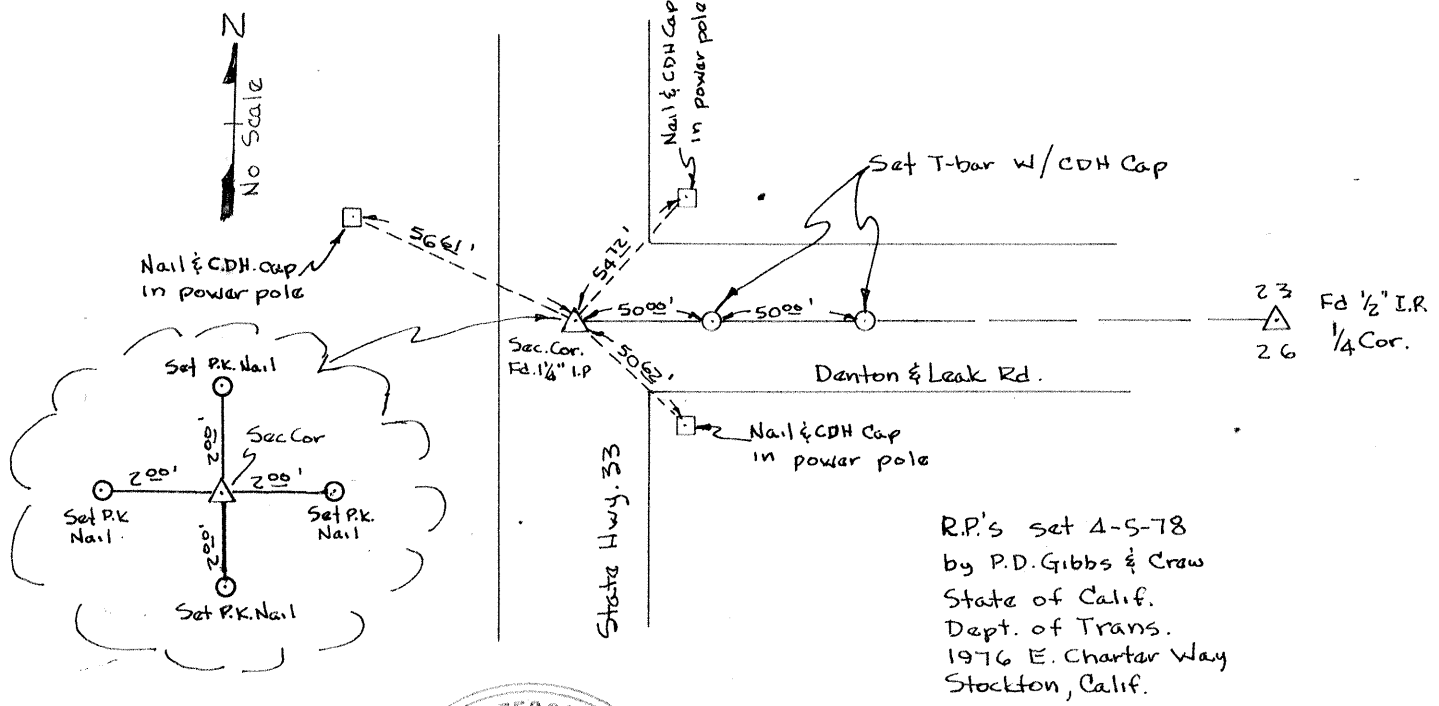 N
No Scale
Nail & CDH Cap
in power pole
Set T-bar W/CDH Cap
Nail & C.D.H. cap
in power pole
56 61'
54 72'
50 00'
50 00'
50 62'
Sec. Cor.
Fd. 1 1/4" I.P
23
26
Fd 1/2" I.R
1/4 Cor.
Denton & Leak Rd.
Nail & CDH Cap
in power pole
State Hwy. 33
Set P.K. Nail
Sec Cor
2 00'
2 00'
2 00'
2 00'
Set P.K
Nail
Set P.K.
Nail
Set P.K. Nail
R.P.'s set 4-5-78
by P.D. Gibbs & Crew
State of Calif.
Dept. of Trans.
1976 E. Charter Way
Stockton, Calif.